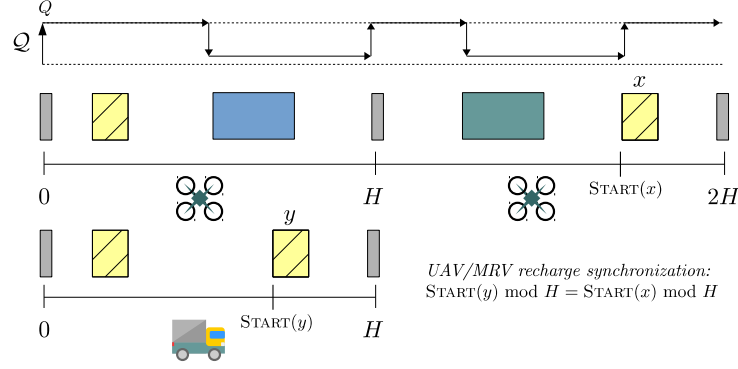 Q
𝒬
x
0
H
START(x)
2H
y
UAV/MRV recharge synchronization:
START(y) mod H = START(x) mod H
0
START(y)
H